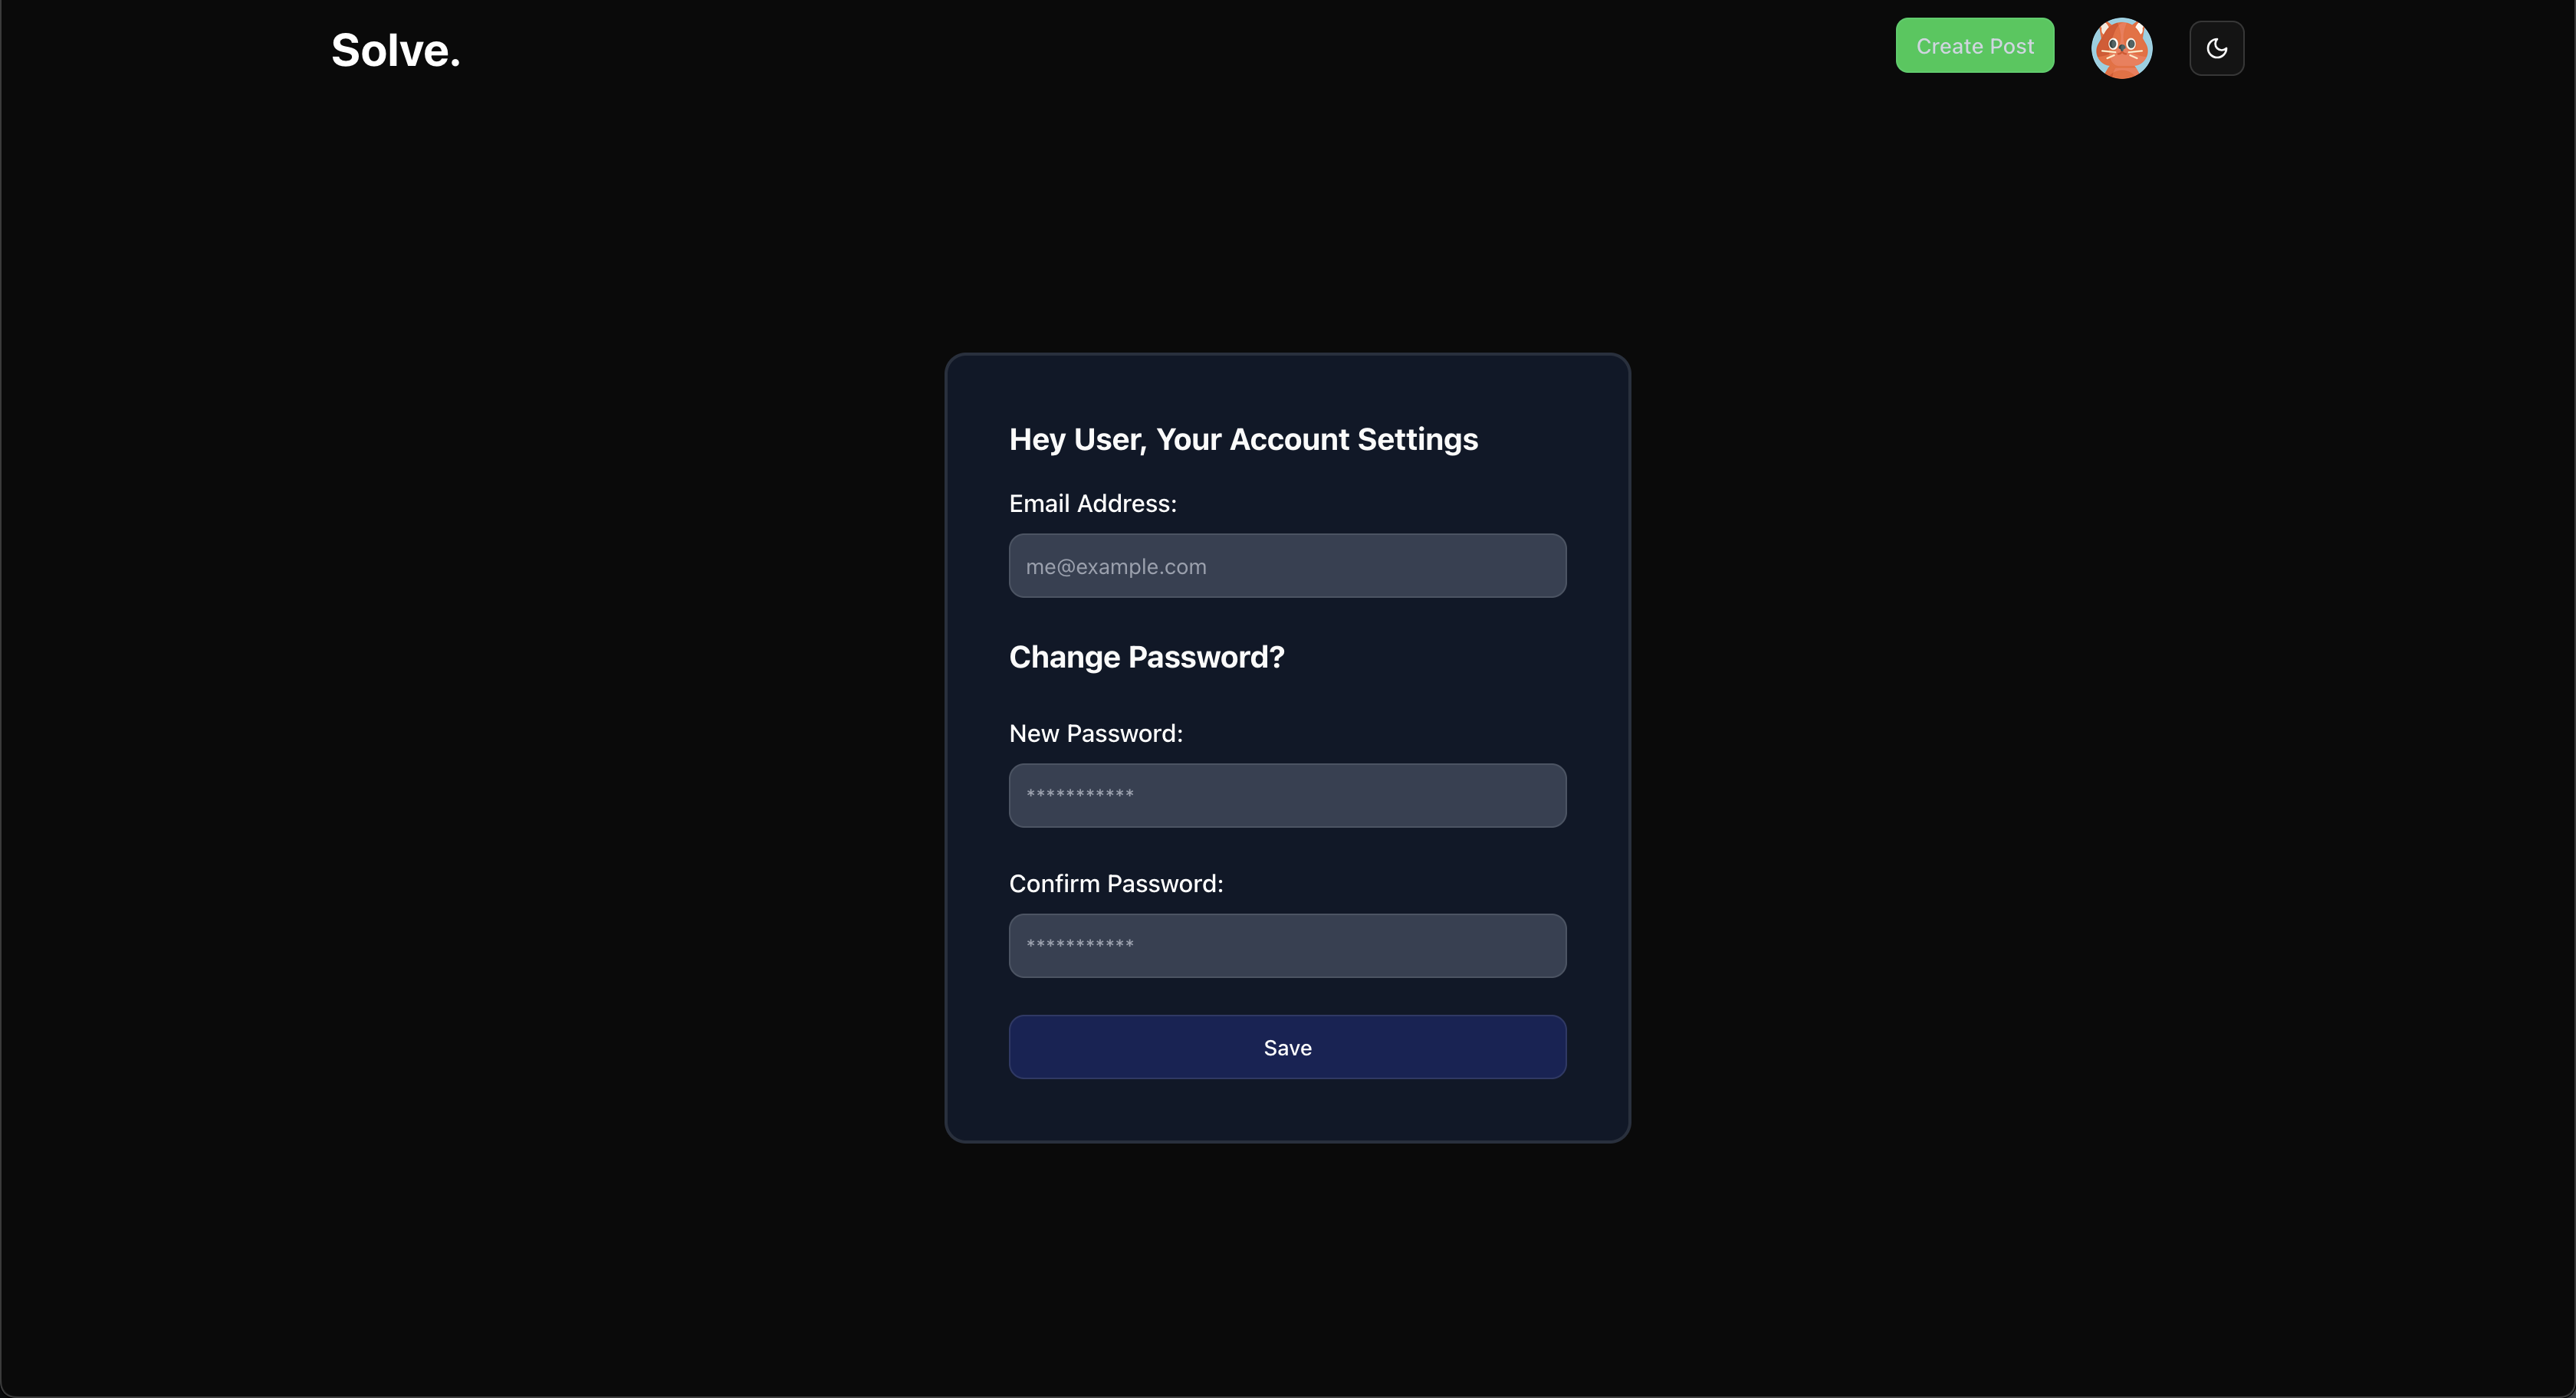 Solve.
Create Post
Hey User, Your Account Settings
Email Address:
me@example.com
Change Password?
New Password:
***********
Confirm Password:
***********
Save